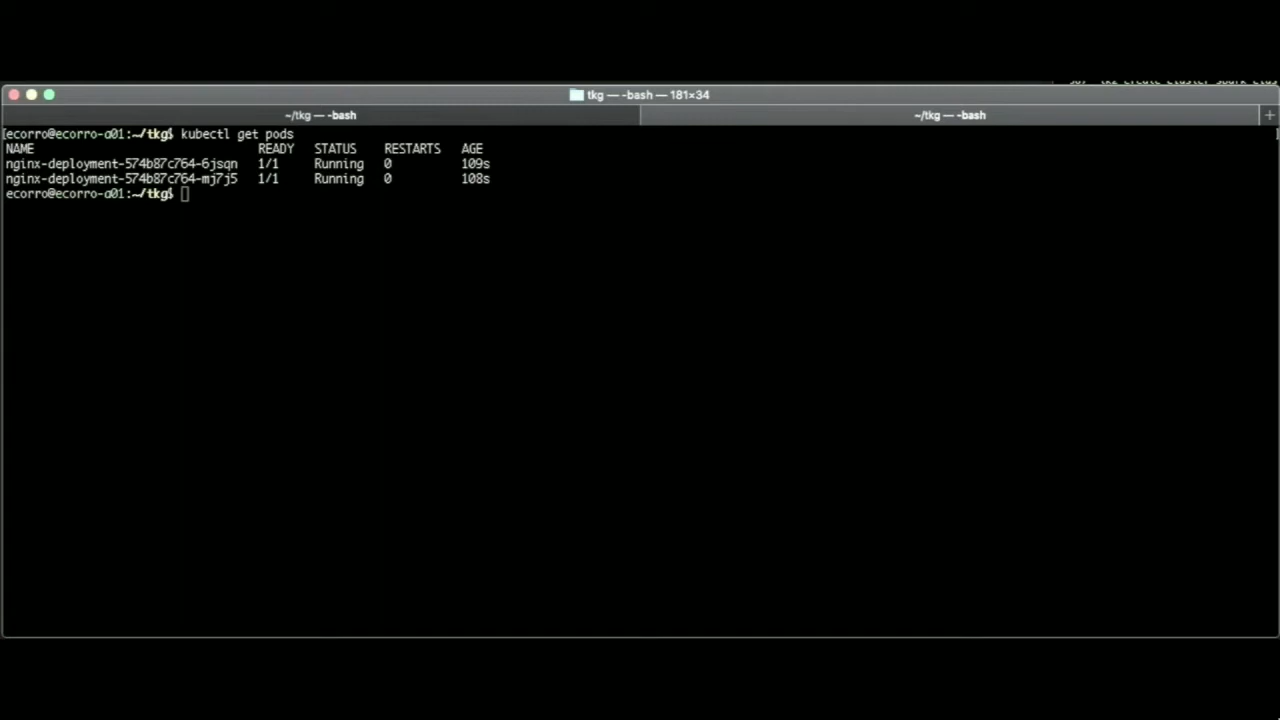 tkg — -bash — 181×34
~/tkg — -bash
~/tkg — -bash
+
[ecorro@ecorro-a01:~/tkg$ kubectl get pods
NAME READY STATUS RESTARTS AGE
nginx-deployment-574b87c764-6jsqn 1/1 Running 0 109s
nginx-deployment-574b87c764-mj7j5 1/1 Running 0 108s
ecorro@ecorro-a01:~/tkg$